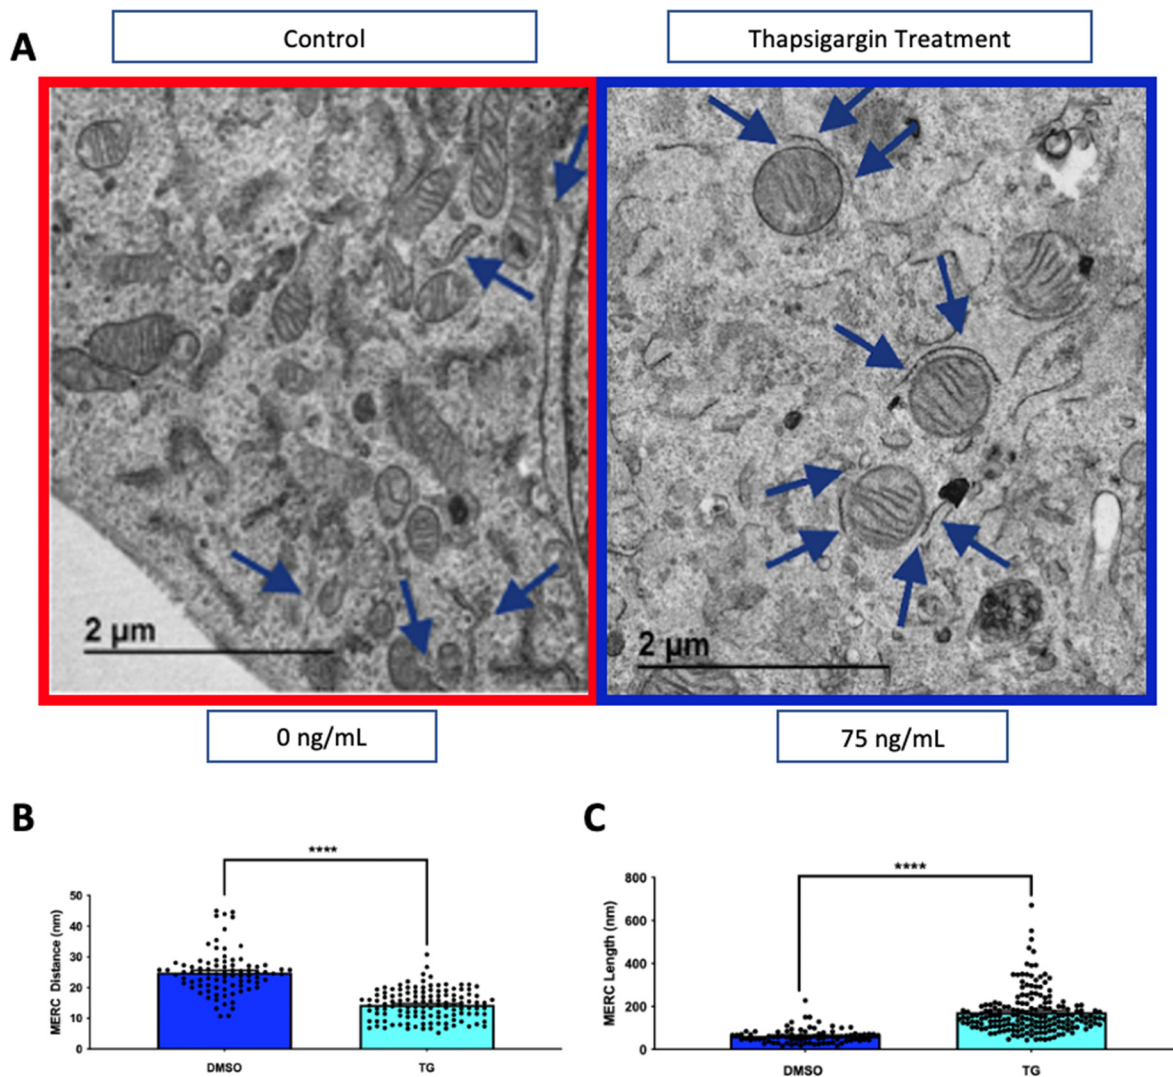 A
Control
Thapsigargin Treatment
2 μm
2 μm
0 ng/mL
75 ng/mL
B
****
MERC Distance (nm)
50
40
30
20
10
0
DMSO
TG
C
****
MERC Length (nm)
800
600
400
200
0
DMSO
TG